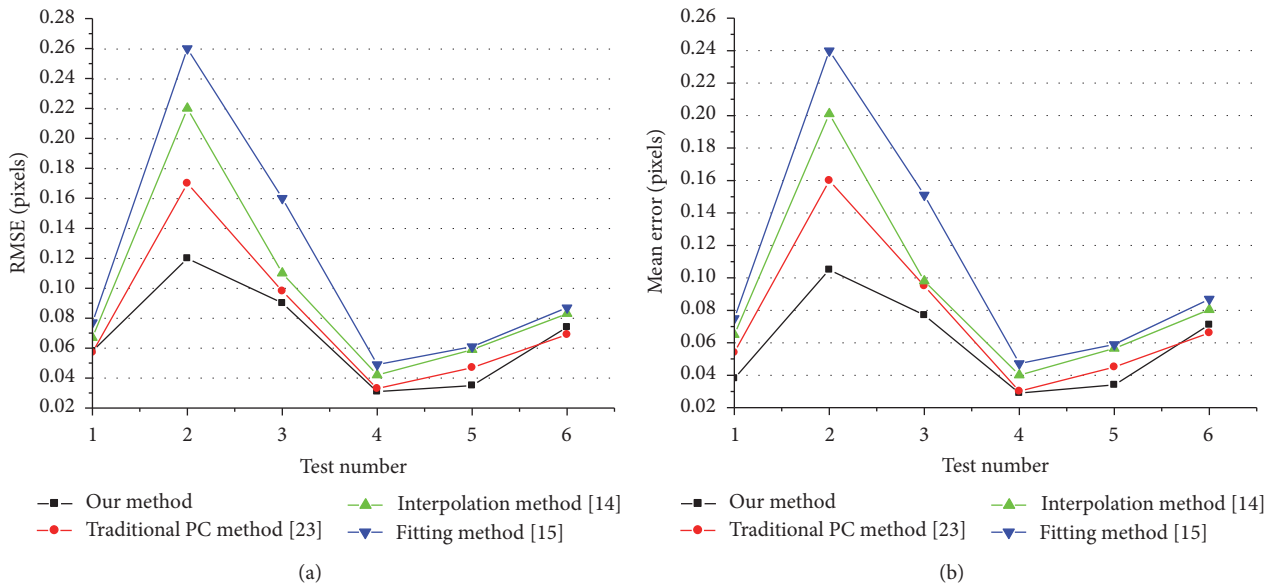 0.28
0.26
0.24
0.22
0.20
0.18
0.16
0.14
0.12
0.10
0.08
0.06
0.04
0.02
RMSE (pixels)
1 2 3 4 5 6
Test number
Our method
Traditional PC method [23]
Interpolation method [14]
Fitting method [15]
(a)
0.26
0.24
0.22
0.20
0.18
0.16
0.14
0.12
0.10
0.08
0.06
0.04
0.02
Mean error (pixels)
1 2 3 4 5 6
Test number
Our method
Traditional PC method [23]
Interpolation method [14]
Fitting method [15]
(b)